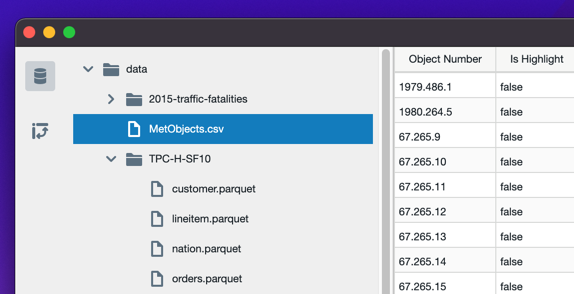 data
2015-traffic-fatalities
MetObjects.csv
TPC-H-SF10
customer.parquet
lineitem.parquet
nation.parquet
orders.parquet
Object Number Is Highlight
1979.486.1 false
1980.264.5 false
67.265.9 false
67.265.10 false
67.265.11 false
67.265.12 false
67.265.13 false
67.265.14 false
67.265.15 false